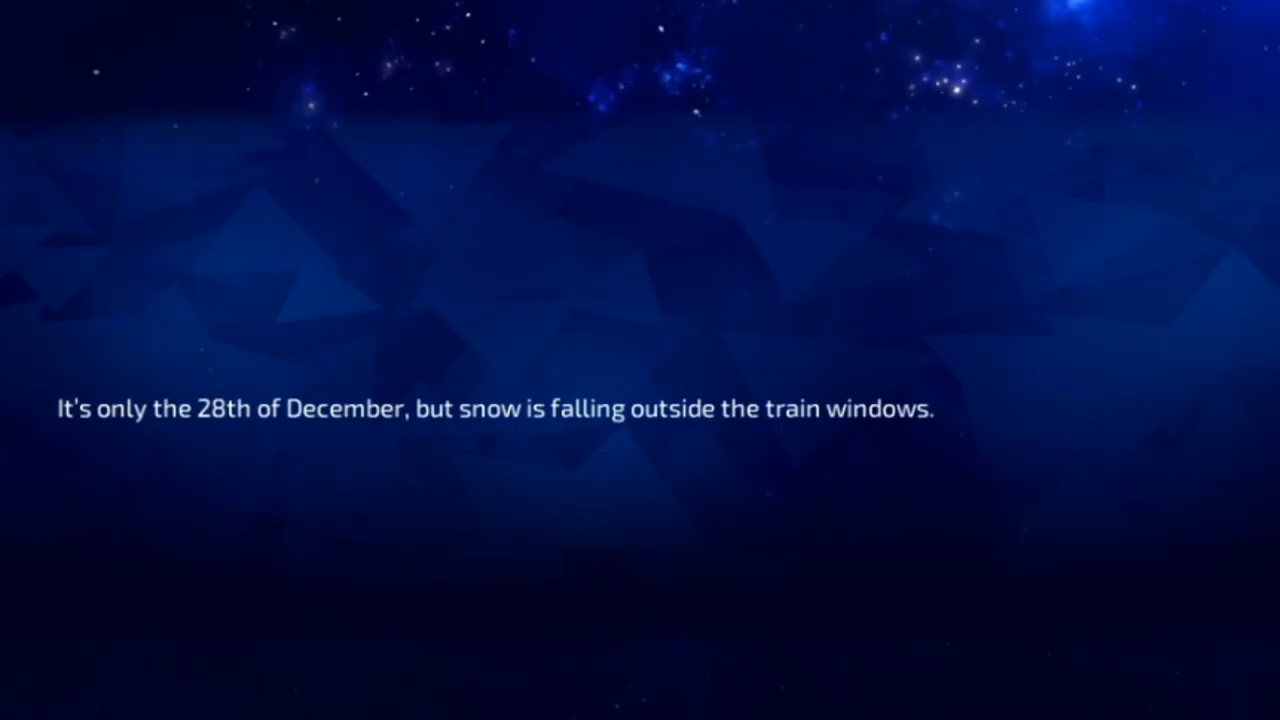 It's only the 28th of December, but snow is falling outside the train windows.